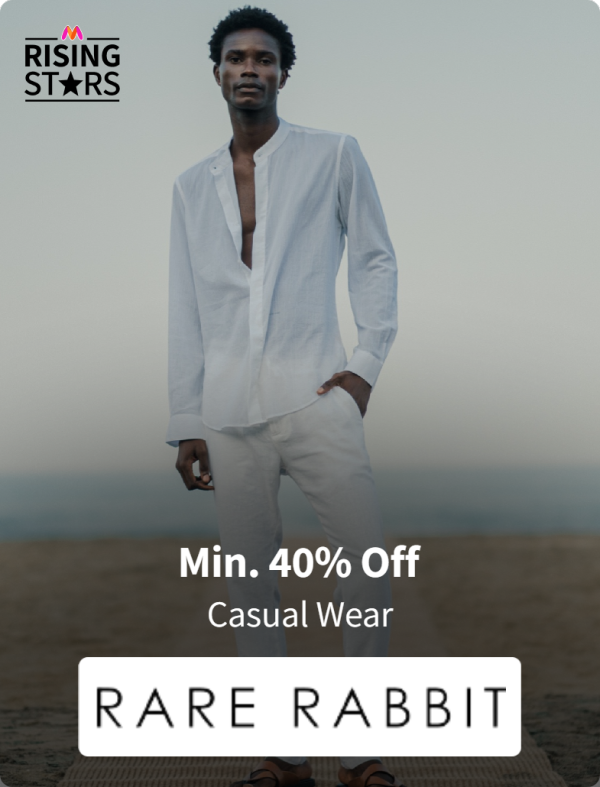 RISING
ST★RS
Min. 40% Off
Casual Wear
RARE RABBIT